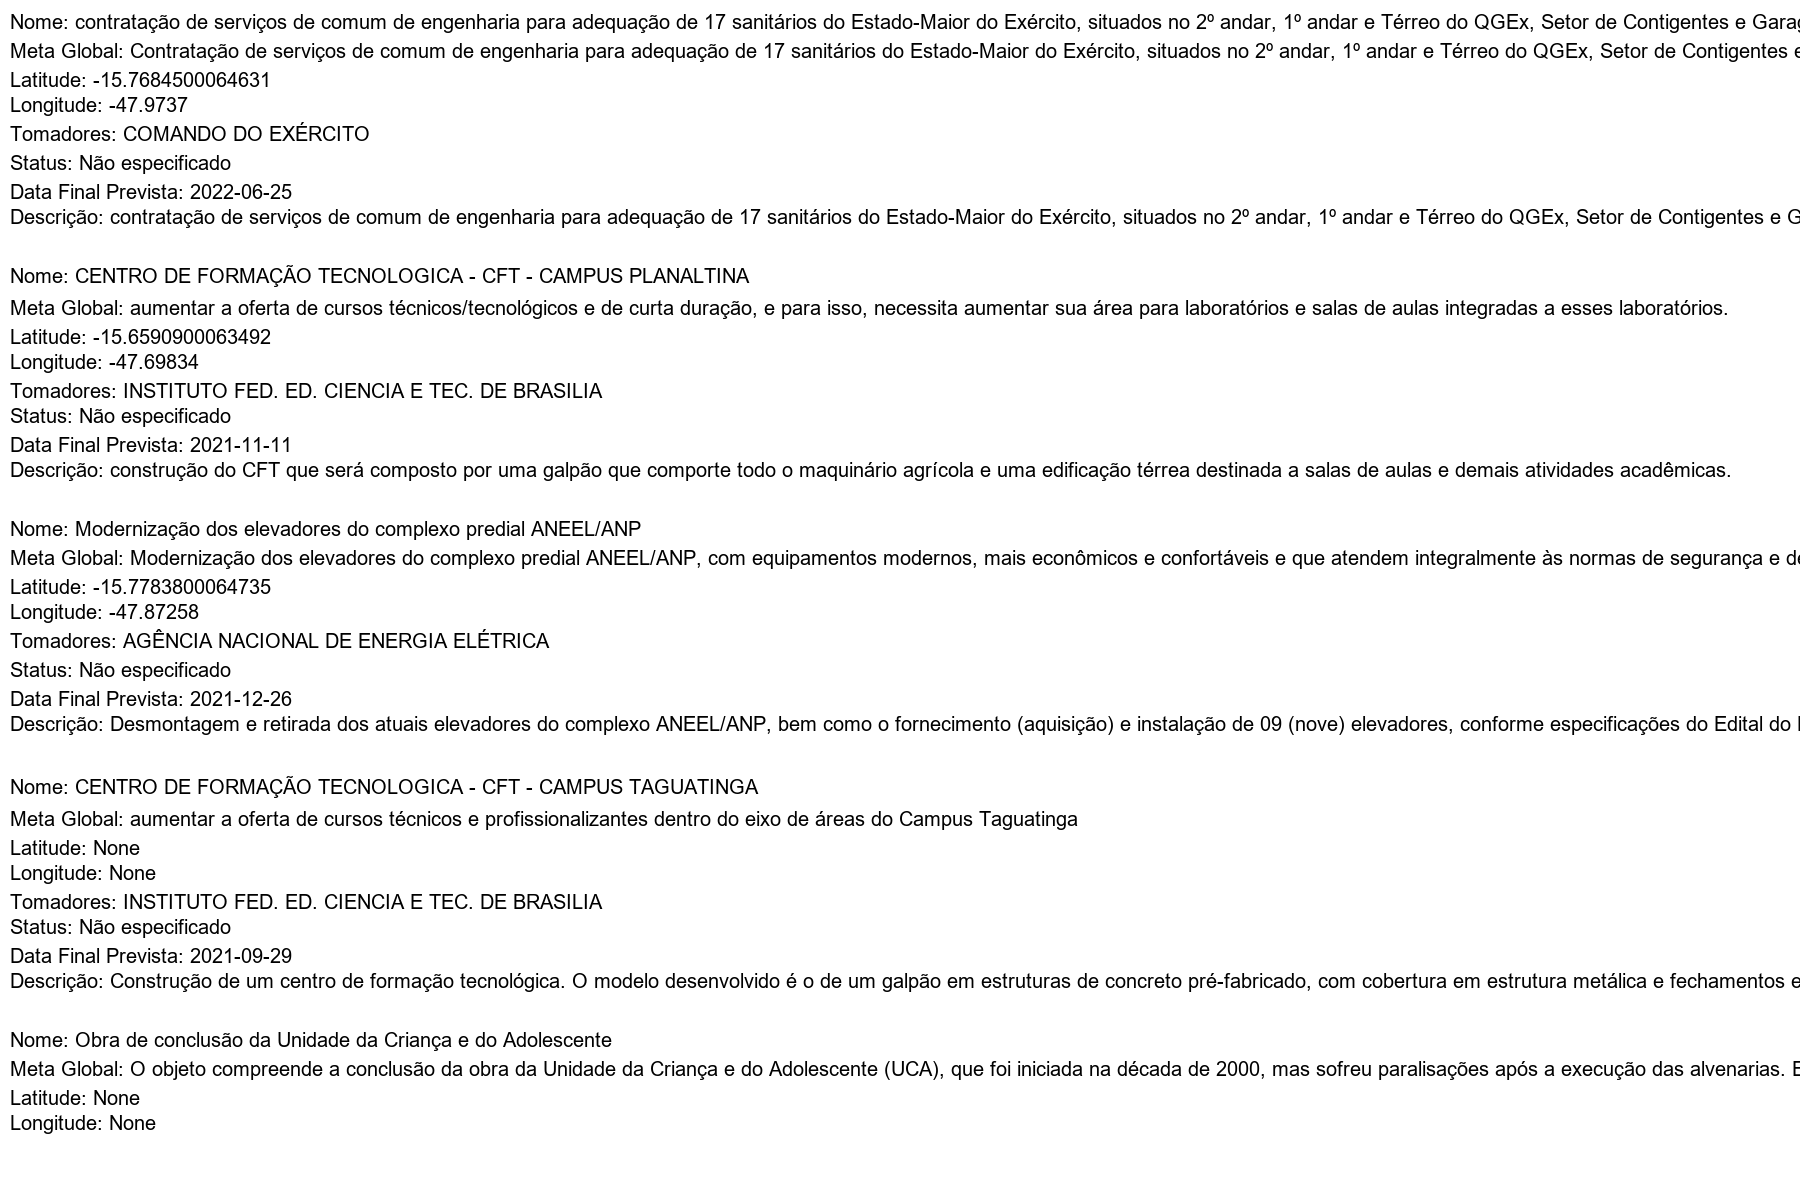 Nome: contratação de serviços de comum de engenharia para adequação de 17 sanitários do Estado-Maior do Exército, situados no 2º andar, 1º andar e Térreo do QGEx, Setor de Contigentes e
Meta Global: Contratação de serviços de comum de engenharia para adequação de 17 sanitários do Estado-Maior do Exército, situados no 2º andar, 1º andar e Térreo do QGEx, Setor de Contigentes
Latitude: -15.7684500064631
Longitude: -47.9737
Tomadores: COMANDO DO EXÉRCITO
Status: Não especificado
Data Final Prevista: 2022-06-25
Descrição: contratação de serviços de comum de engenharia para adequação de 17 sanitários do Estado-Maior do Exército, situados no 2º andar, 1º andar e Térreo do QGEx, Setor de Contigentes e
Nome: CENTRO DE FORMAÇÃO TECNOLOGICA - CFT - CAMPUS PLANALTINA
Meta Global: aumentar a oferta de cursos técnicos/tecnológicos e de curta duração, e para isso, necessita aumentar sua área para laboratórios e salas de aulas integradas a esses laboratórios.
Latitude: -15.6590900063492
Longitude: -47.69834
Tomadores: INSTITUTO FED. ED. CIENCIA E TEC. DE BRASILIA
Status: Não especificado
Data Final Prevista: 2021-11-11
Descrição: construção do CFT que será composto por uma galpão que comporte todo o maquinário agrícola e uma edificação térrea destinada a salas de aulas e demais atividades acadêmicas.
Nome: Modernização dos elevadores do complexo predial ANEEL/ANP
Meta Global: Modernização dos elevadores do complexo predial ANEEL/ANP, com equipamentos modernos, mais econômicos e confortáveis e que atendem integralmente às normas de segurança e
Latitude: -15.7783800064735
Longitude: -47.87258
Tomadores: AGÊNCIA NACIONAL DE ENERGIA ELÉTRICA
Status: Não especificado
Data Final Prevista: 2021-12-26
Descrição: Desmontagem e retirada dos atuais elevadores do complexo ANEEL/ANP, bem como o fornecimento (aquisição) e instalação de 09 (nove) elevadores, conforme especificações do Edital do
Nome: CENTRO DE FORMAÇÃO TECNOLOGICA - CFT - CAMPUS TAGUATINGA
Meta Global: aumentar a oferta de cursos técnicos e profissionalizantes dentro do eixo de áreas do Campus Taguatinga
Latitude: None
Longitude: None
Tomadores: INSTITUTO FED. ED. CIENCIA E TEC. DE BRASILIA
Status: Não especificado
Data Final Prevista: 2021-09-29
Descrição: Construção de um centro de formação tecnológica. O modelo desenvolvido é o de um galpão em estruturas de concreto pré-fabricado, com cobertura em estrutura metálica e fechamentos
Nome: Obra de conclusão da Unidade da Criança e do Adolescente
Meta Global: O objeto compreende a conclusão da obra da Unidade da Criança e do Adolescente (UCA), que foi iniciada na década de 2000, mas sofreu paralisações após a execução das alvenarias.
Latitude: None
Longitude: None